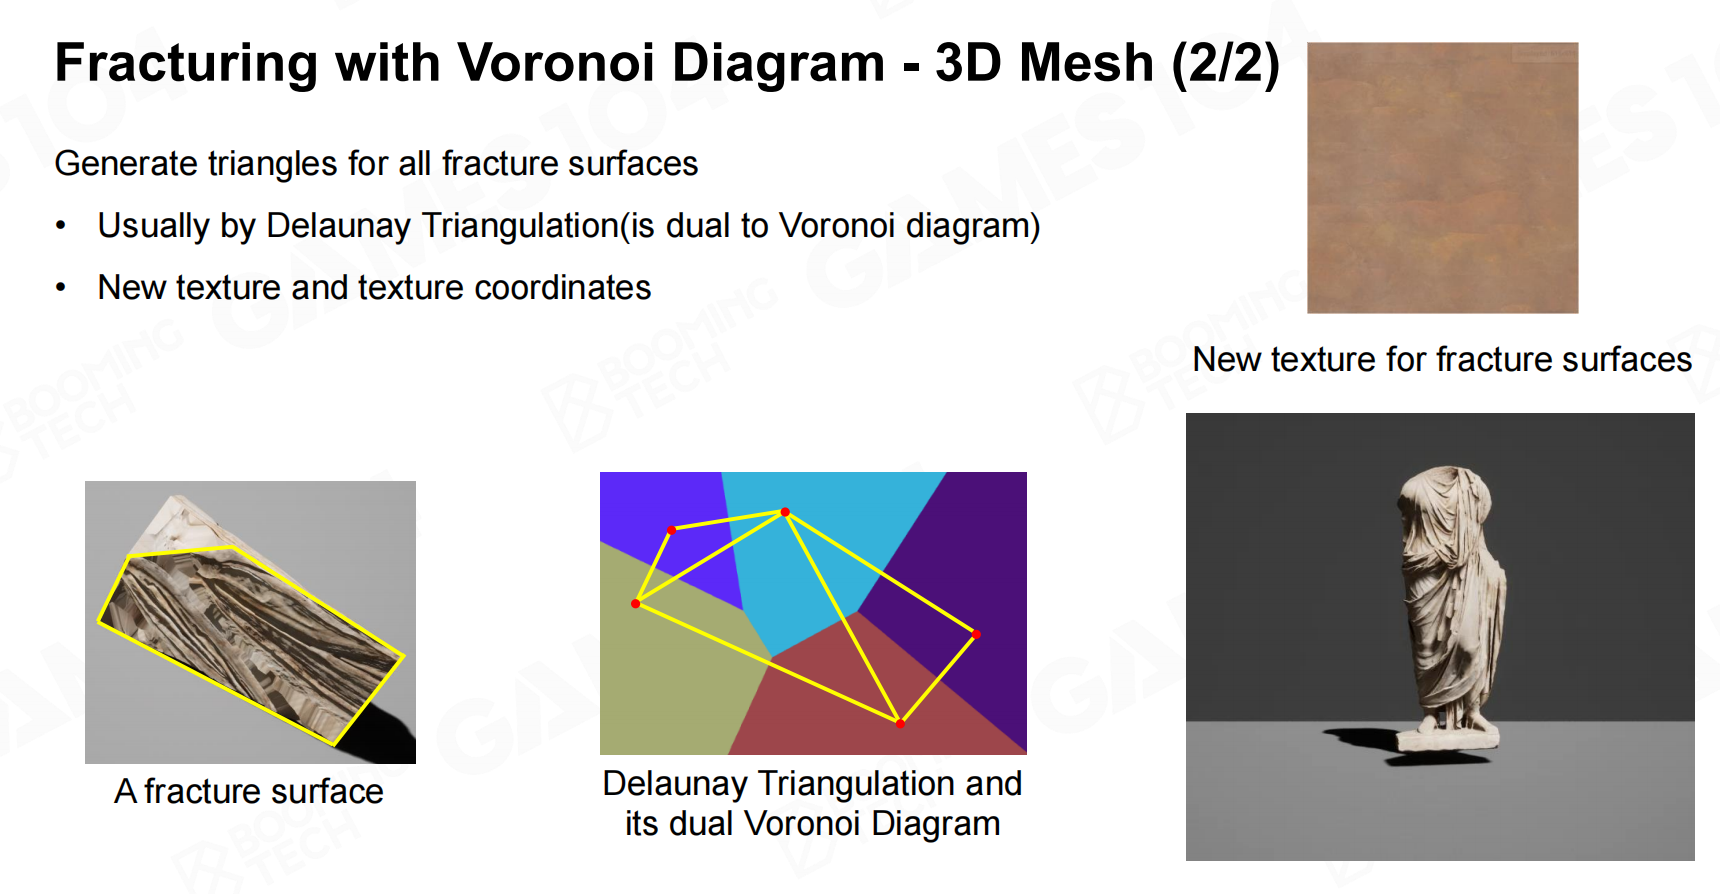 Fracturing with Voronoi Diagram - 3D Mesh (2/2)
Generate triangles for all fracture surfaces
• Usually by Delaunay Triangulation(is dual to Voronoi diagram)
• New texture and texture coordinates
New texture for fracture surfaces
A fracture surface
Delaunay Triangulation and
its dual Voronoi Diagram
GAMES104
BOOMING
TECH